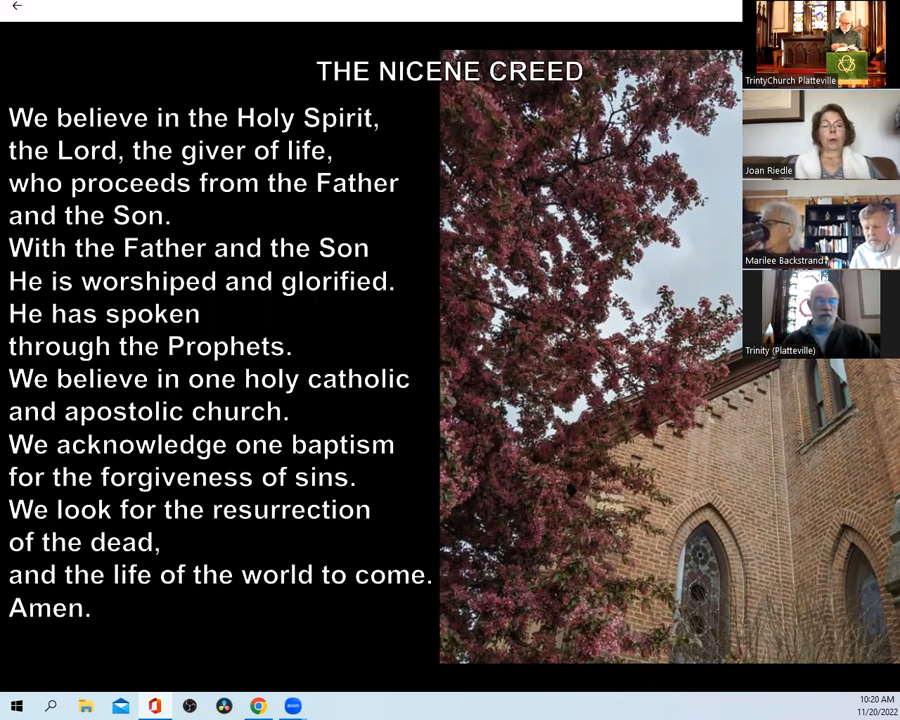 THE NICENE CREED
We believe in the Holy Spirit,
the Lord, the giver of life,
who proceeds from the Father
and the Son.
With the Father and the Son
He is worshiped and glorified.
He has spoken
through the Prophets.
We believe in one holy catholic
and apostolic church.
We acknowledge one baptism
for the forgiveness of sins.
We look for the resurrection
of the dead,
and the life of the world to come.
Amen.
TrintyChurch Platteville
Joan Riedle
Marilee Backstrand
Trinity (Platteville)
zoom
10:20 AM
11/20/2022